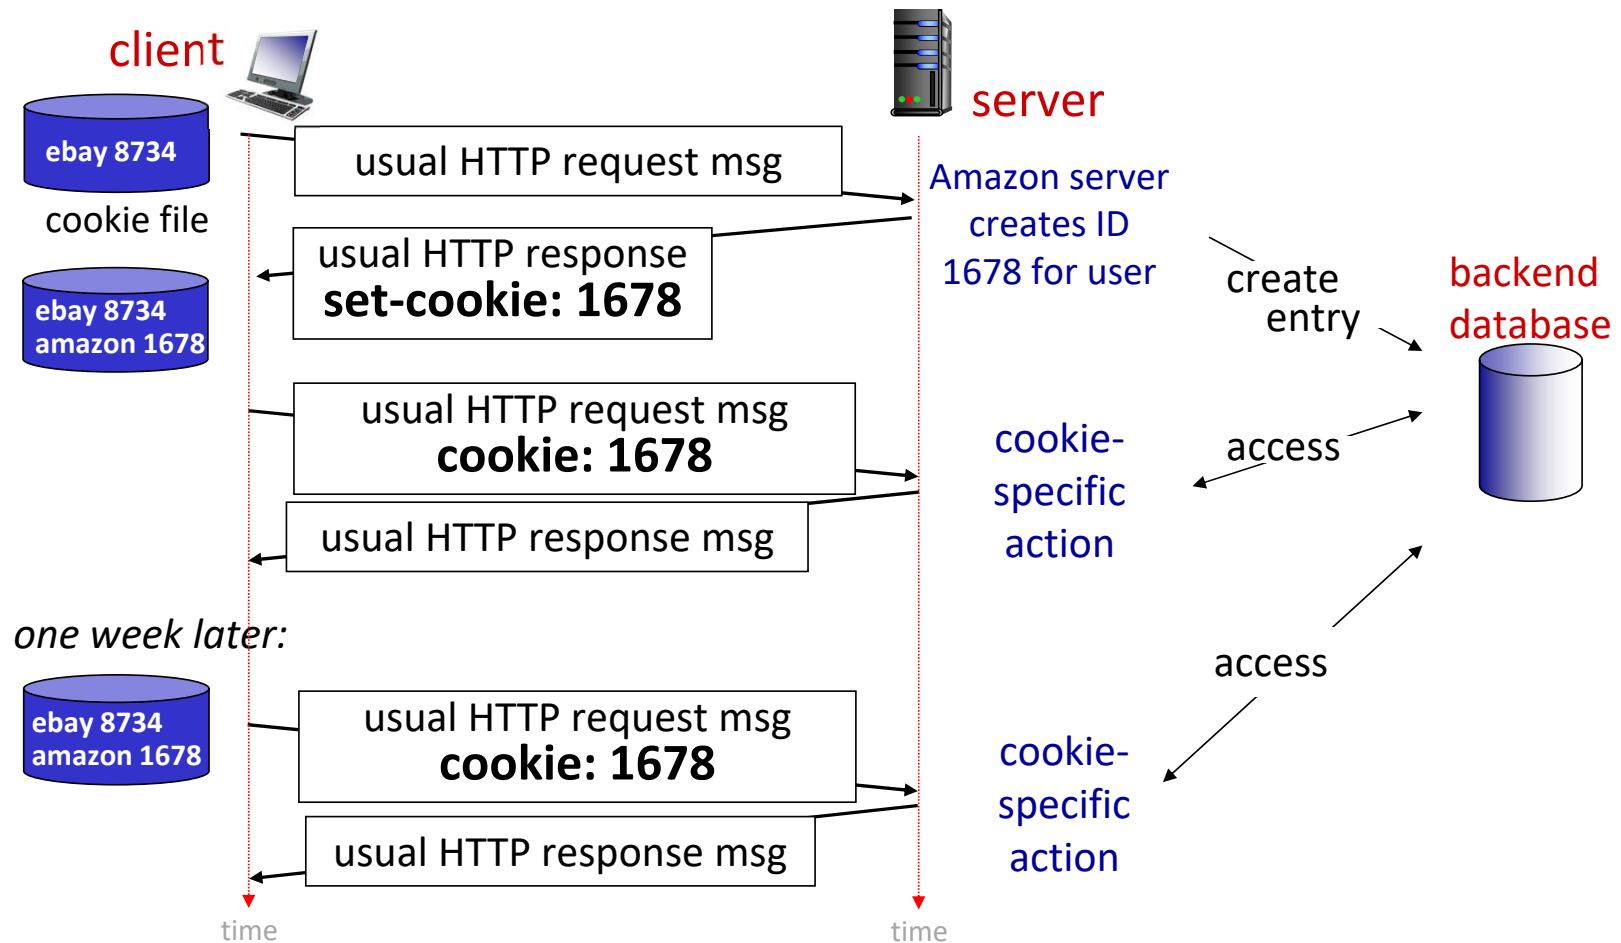 client
server
ebay 8734
cookie file
usual HTTP request msg
Amazon server
creates ID
1678 for user
usual HTTP response
set-cookie: 1678
create
entry
backend
database
ebay 8734
amazon 1678
usual HTTP request msg
cookie: 1678
cookie-
specific
action
access
usual HTTP response msg
one week later:
access
ebay 8734
amazon 1678
usual HTTP request msg
cookie: 1678
cookie-
specific
action
usual HTTP response msg
time
time